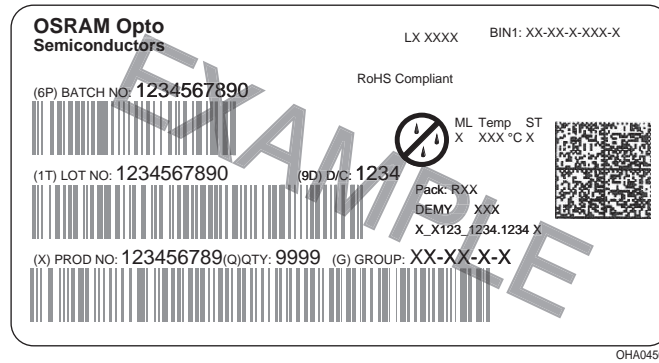 OSRAM Opto
Semiconductors
LX XXXX
BIN1: XX-XX-X-XXX-X
RoHS Compliant
(6P) BATCH NO: 1234567890
ML Temp ST
X XXX °C X
(1T) LOT NO: 1234567890 (9D) D/C: 1234
Pack: RXX
DEMY XXX
X_X123_1234.1234 X
(X) PROD NO: 123456789(Q)QTY: 9999 (G) GROUP: XX-XX-X-X
EXAMPLE